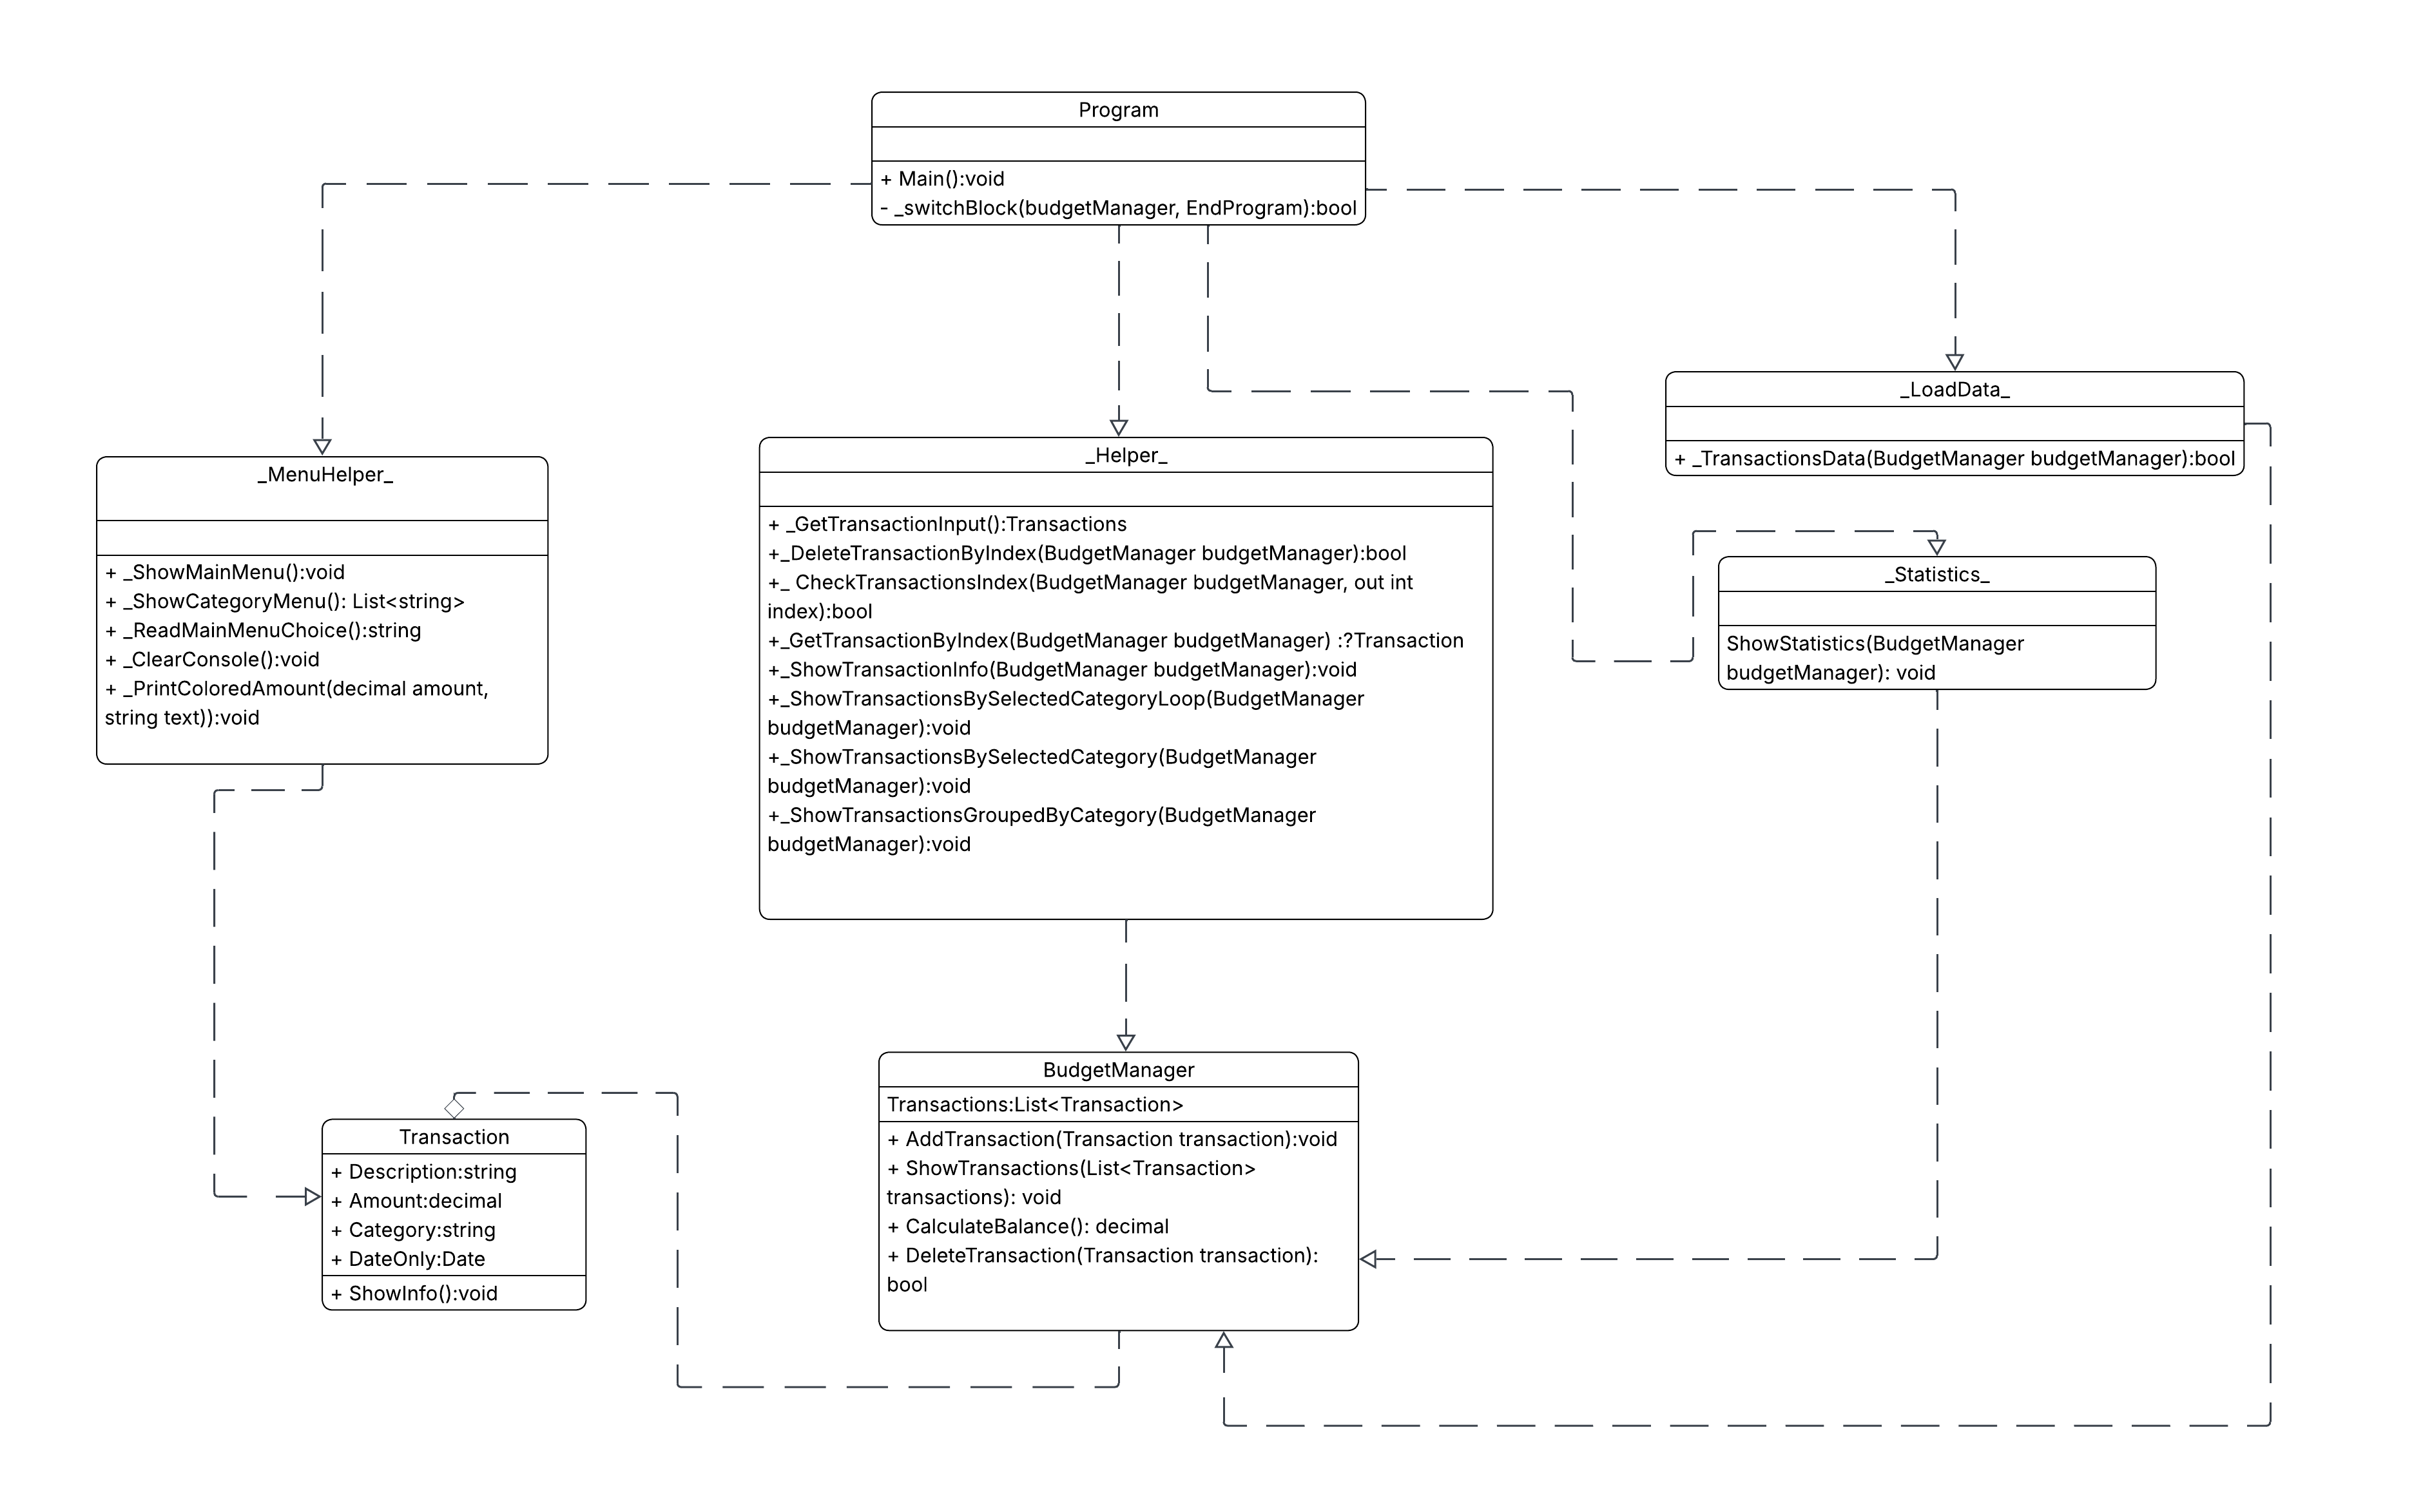 Program
+ Main():void
- _switchBlock(budgetManager, EndProgram):bool
_LoadData_
+ _TransactionsData(BudgetManager budgetManager):bool
_MenuHelper_
+ _ShowMainMenu():void
+ _ShowCategoryMenu(): List<string>
+ _ReadMainMenuChoice():string
+ _ClearConsole():void
+ _PrintColoredAmount(decimal amount,
string text)):void
_Helper_
+ _GetTransactionInput():Transactions
+_DeleteTransactionByIndex(BudgetManager budgetManager):bool
+_ CheckTransactionsIndex(BudgetManager budgetManager, out int
index):bool
+_GetTransactionByIndex(BudgetManager budgetManager) :?Transaction
+_ShowTransactionInfo(BudgetManager budgetManager):void
+_ShowTransactionsBySelectedCategoryLoop(BudgetManager
budgetManager):void
+_ShowTransactionsBySelectedCategory(BudgetManager
budgetManager):void
+_ShowTransactionsGroupedByCategory(BudgetManager
budgetManager):void
_Statistics_
ShowStatistics(BudgetManager
budgetManager): void
Transaction
+ Description:string
+ Amount:decimal
+ Category:string
+ DateOnly:Date
+ ShowInfo():void
BudgetManager
Transactions:List<Transaction>
+ AddTransaction(Transaction transaction):void
+ ShowTransactions(List<Transaction>
transactions): void
+ CalculateBalance(): decimal
+ DeleteTransaction(Transaction transaction):
bool